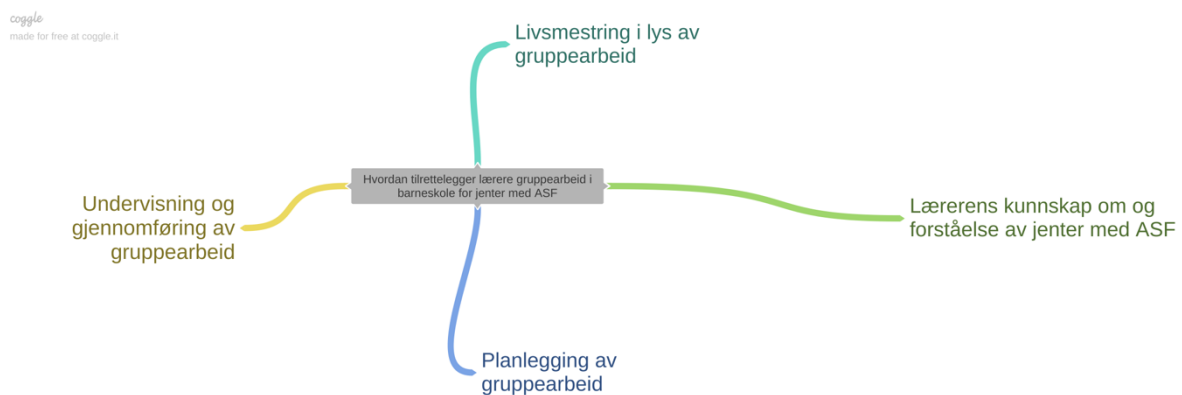 coggle
made for free at coggle.it
Livsmestring i lys av
gruppearbeid
Hvordan tilrettelegger lærere gruppearbeid i
barneskole for jenter med ASF
Undervisning og
gjennomføring av
gruppearbeid
Lærerens kunnskap om og
forståelse av jenter med ASF
Planlegging av
gruppearbeid